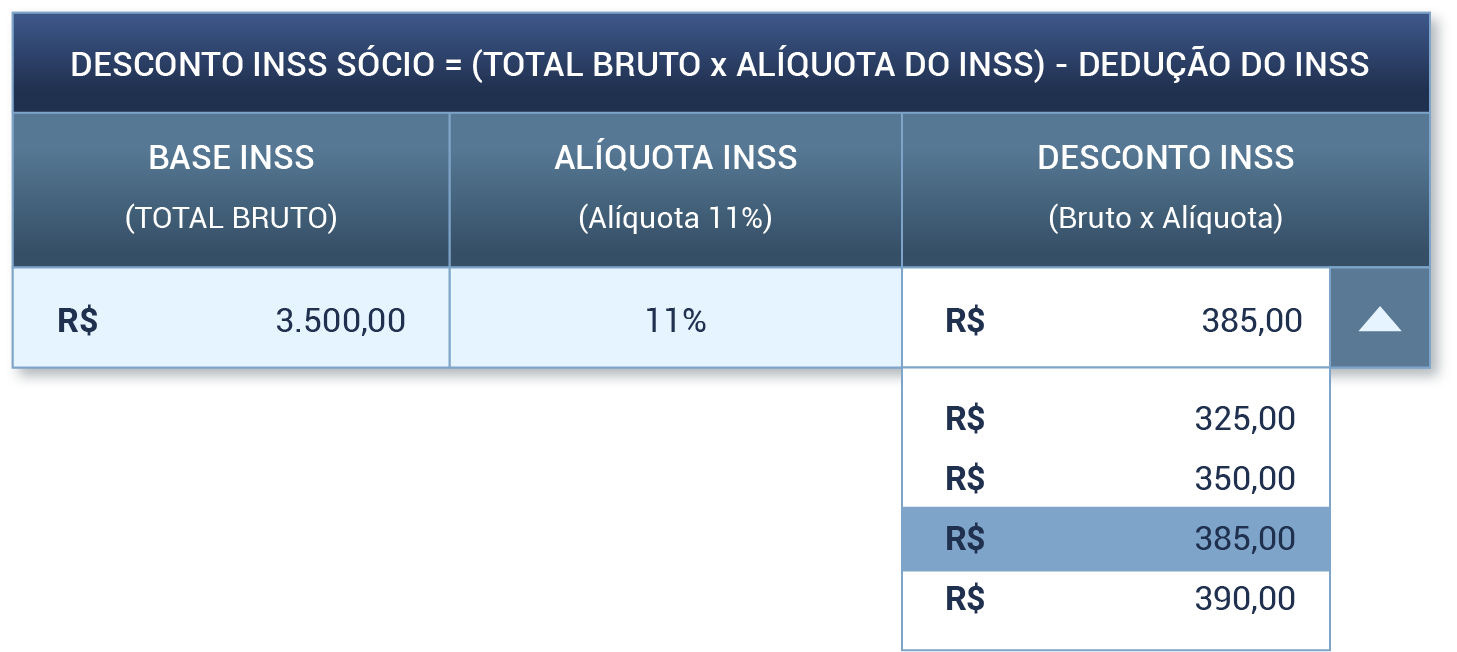 DESCONTO INSS SÓCIO = (TOTAL BRUTO x ALÍQUOTA DO INSS) - DEDUÇÃO DO INSS
BASE INSS ALÍQUOTA INSS DESCONTO INSS
(TOTAL BRUTO) (Alíquota 11%) (Bruto x Alíquota)
R$ 3.500,00 11% R$ 385,00
R$ 325,00
R$ 350,00
R$ 385,00
R$ 390,00